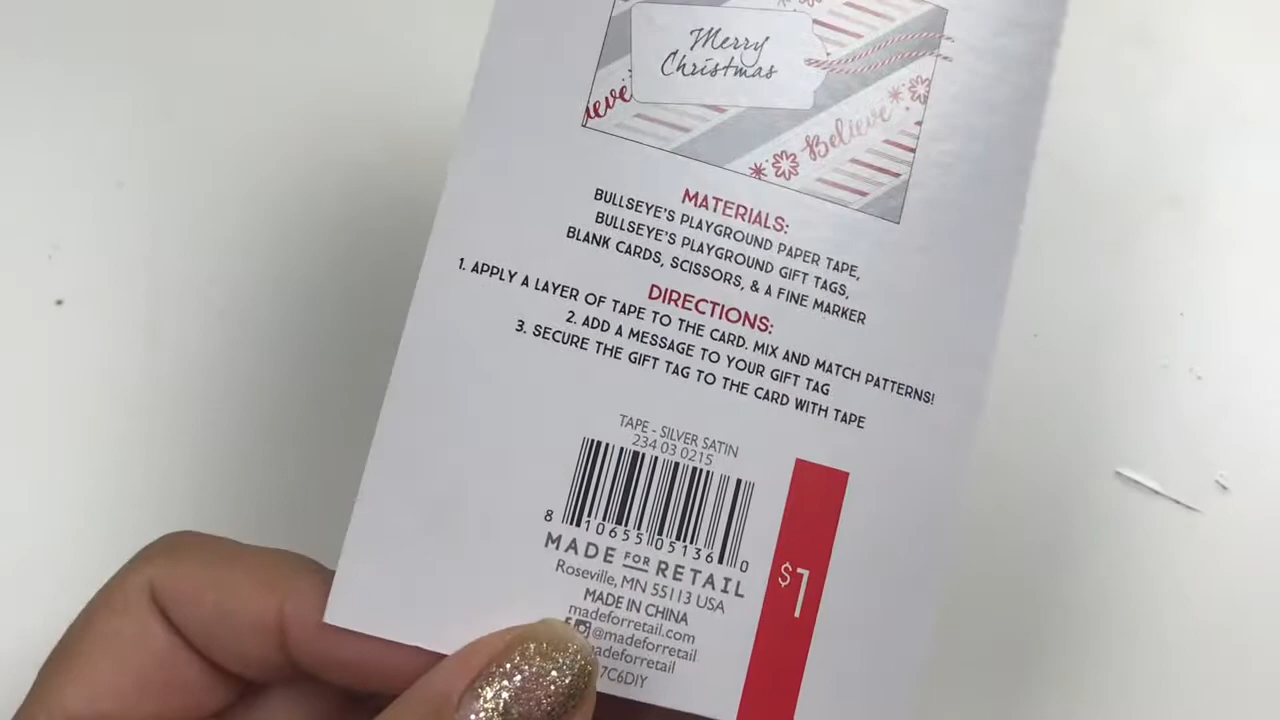 Merry
Christmas
ieve
Believe
MATERIALS:
BULLSEYE'S PLAYGROUND PAPER TAPE,
BULLSEYE'S PLAYGROUND GIFT TAGS,
BLANK CARDS, SCISSORS, & A FINE MARKER
DIRECTIONS:
1. APPLY A LAYER OF TAPE TO THE CARD. MIX AND MATCH PATTERNS!
2. ADD A MESSAGE TO YOUR GIFT TAG
3. SECURE THE GIFT TAG TO THE CARD WITH TAPE
TAPE - SILVER SATIN
234 03 0215
8 10655 05136 0
MADE FOR RETAIL
Roseville, MN 55113 USA
MADE IN CHINA
madeforretail.com
@madeforretail
adeforretail
7C6DIY
$1